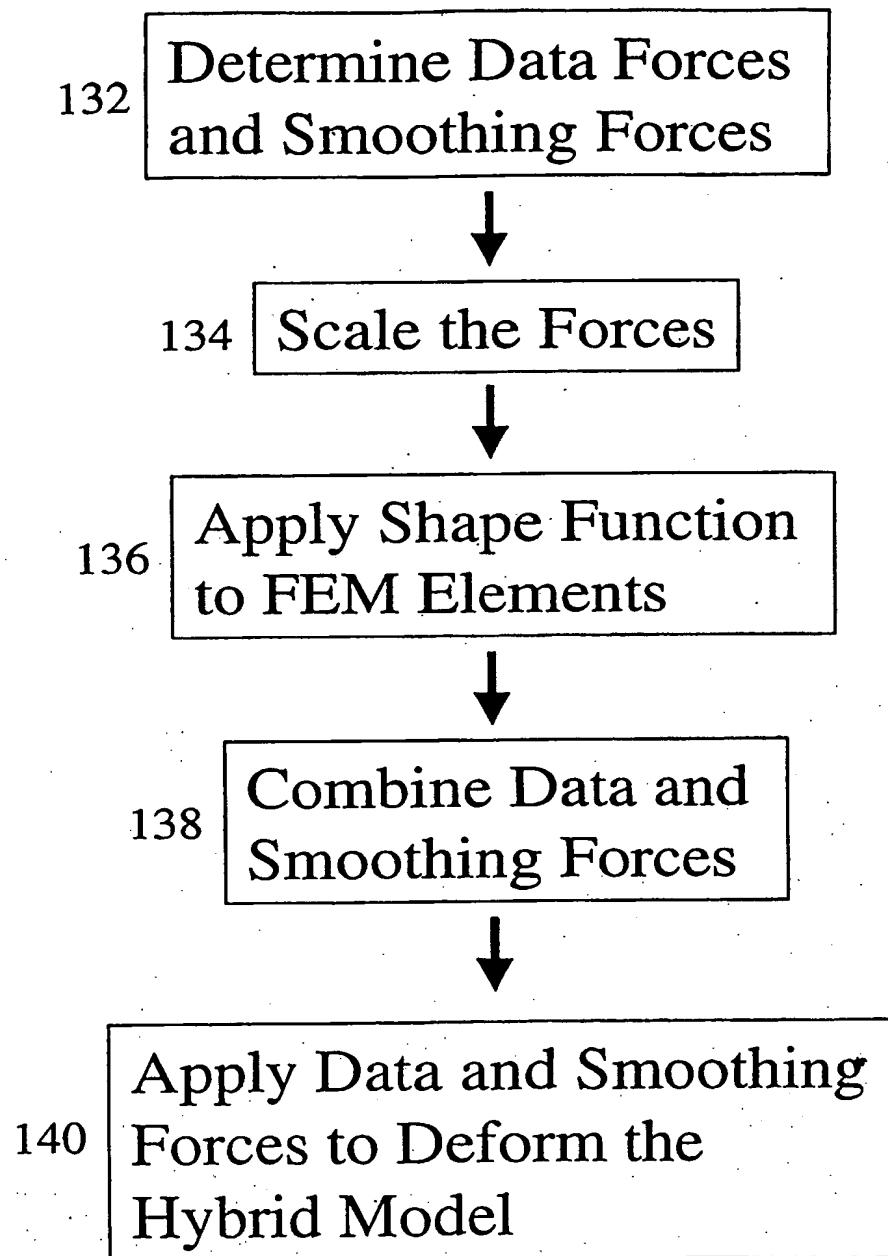 132
Determine Data Forces
and Smoothing Forces
134
Scale the Forces
136
Apply Shape Function
to FEM Elements
138
Combine Data and
Smoothing Forces
140
Apply Data and Smoothing
Forces to Deform the
Hybrid Model